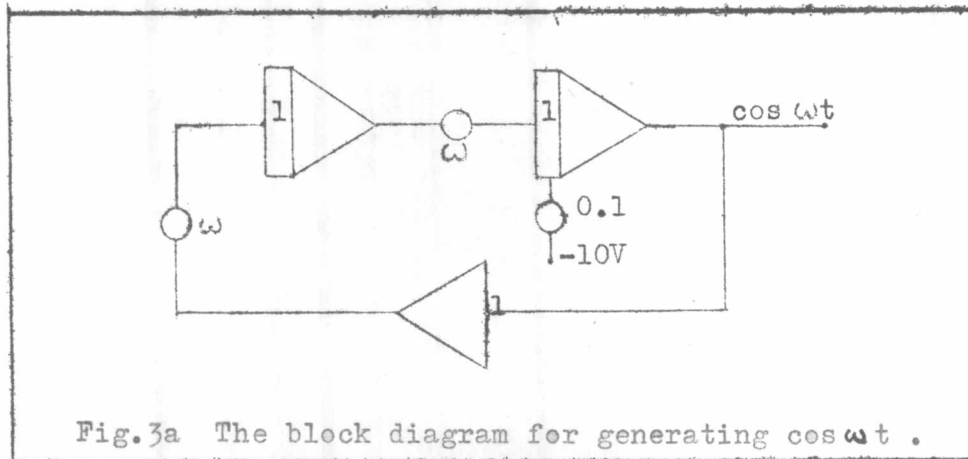 1
1
cos ωt
ω
ω
0.1
-10V
1
Fig.3a The block diagram for generating cos ωt .